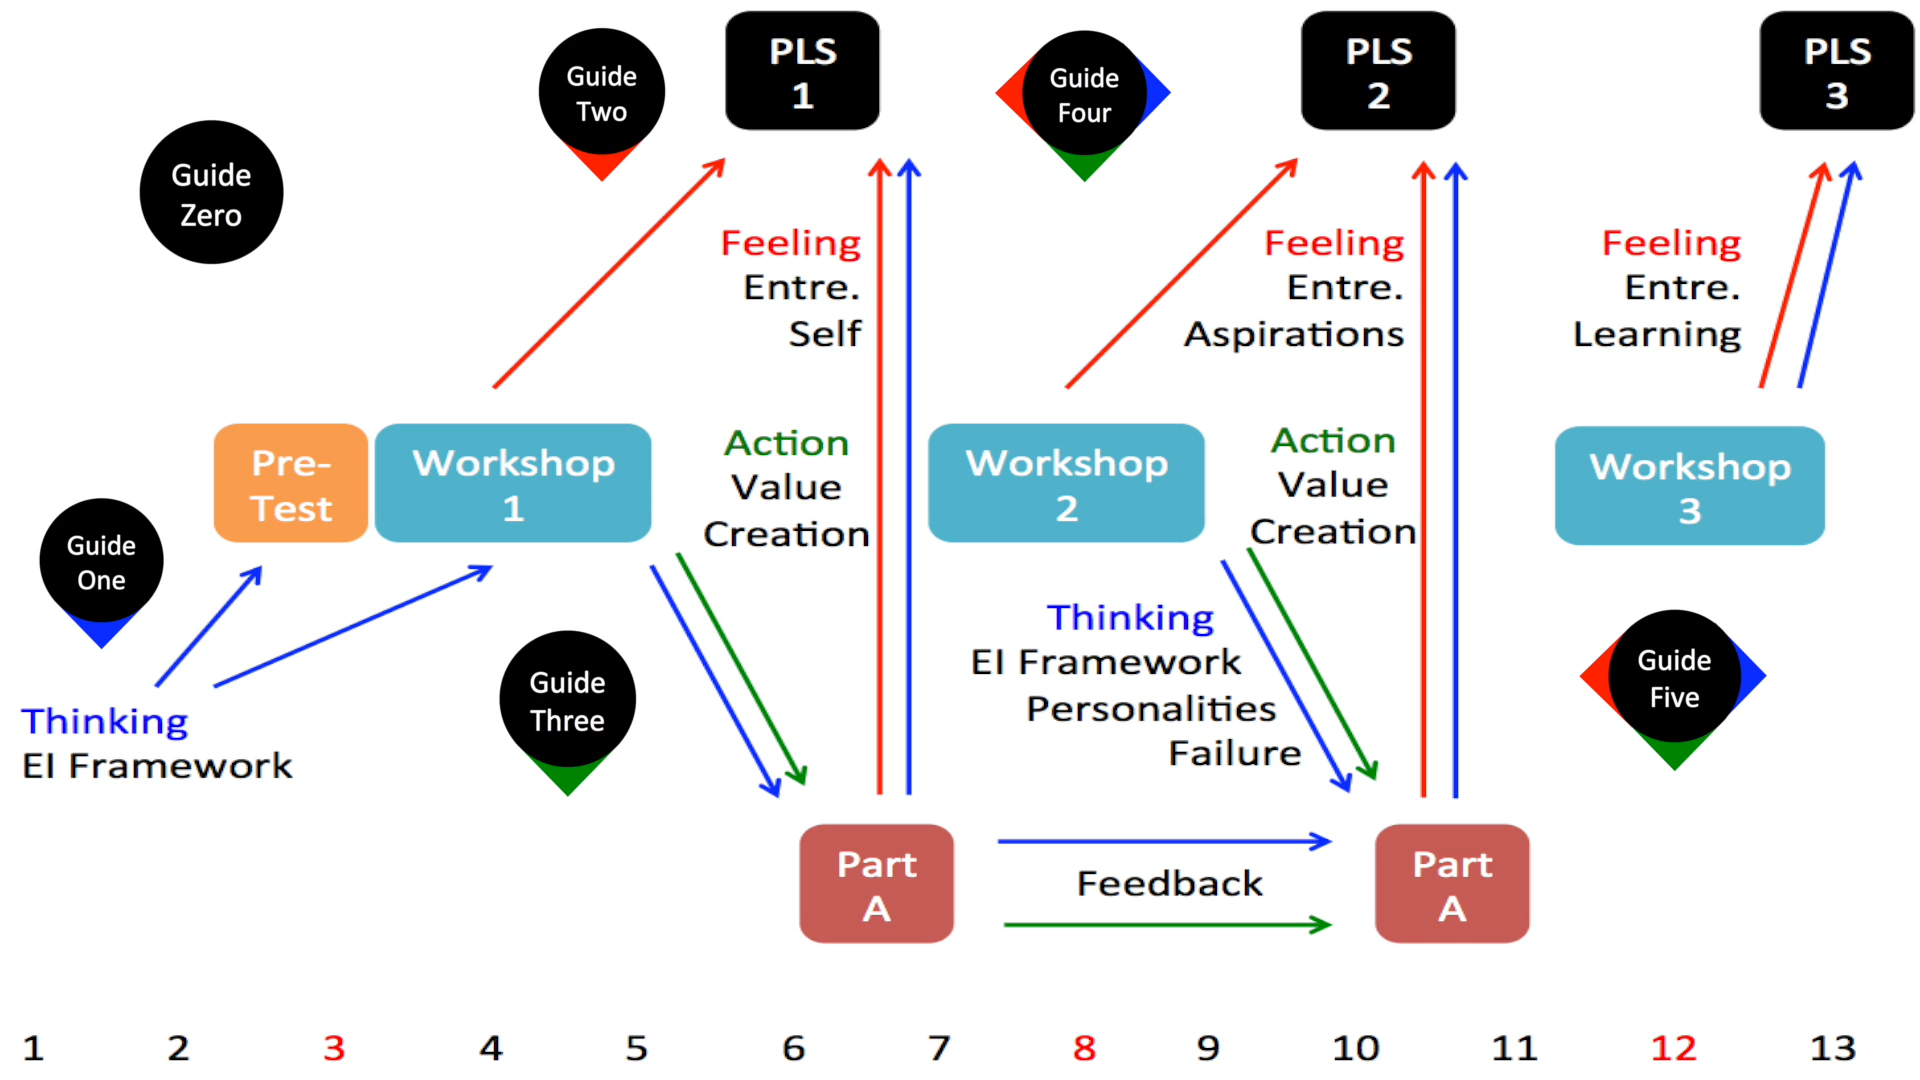 PLS
1
PLS
2
PLS
3
Guide
Two
Guide
Four
Guide
Zero
Feeling
Entre.
Self
Feeling
Entre.
Aspirations
Feeling
Entre.
Learning
Pre-
Test
Workshop
1
Action
Value
Creation
Workshop
2
Action
Value
Creation
Workshop
3
Guide
One
Thinking
EI Framework
Guide
Three
Thinking
EI Framework
Personalities
Failure
Guide
Five
Part
A
Feedback
Part
A
1 2 3 4 5 6 7 8 9 10 11 12 13